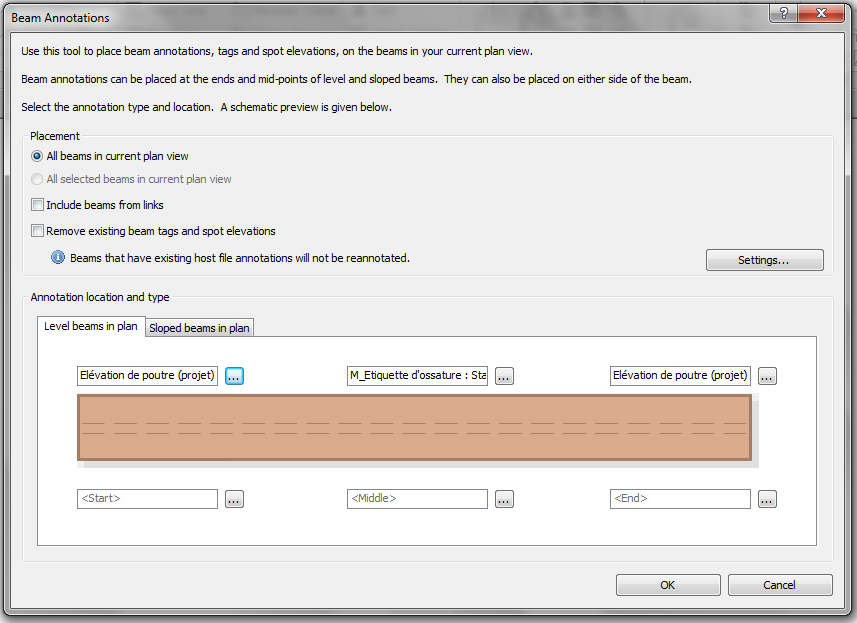 Beam Annotations
Use this tool to place beam annotations, tags and spot elevations, on the beams in your current plan view.
Beam annotations can be placed at the ends and mid-points of level and sloped beams. They can also be placed on either side of the beam.
Select the annotation type and location. A schematic preview is given below.
Placement
All beams in current plan view
All selected beams in current plan view
Include beams from links
Remove existing beam tags and spot elevations
Beams that have existing host file annotations will not be reannotated.
Settings...
Annotation location and type
Level beams in plan
Sloped beams in plan
Elévation de poutre (projet) ... M_Etiquette d'ossature : Sta ... Elévation de poutre (projet) ...
<Start> ... <Middle> ... <End> ...
OK Cancel